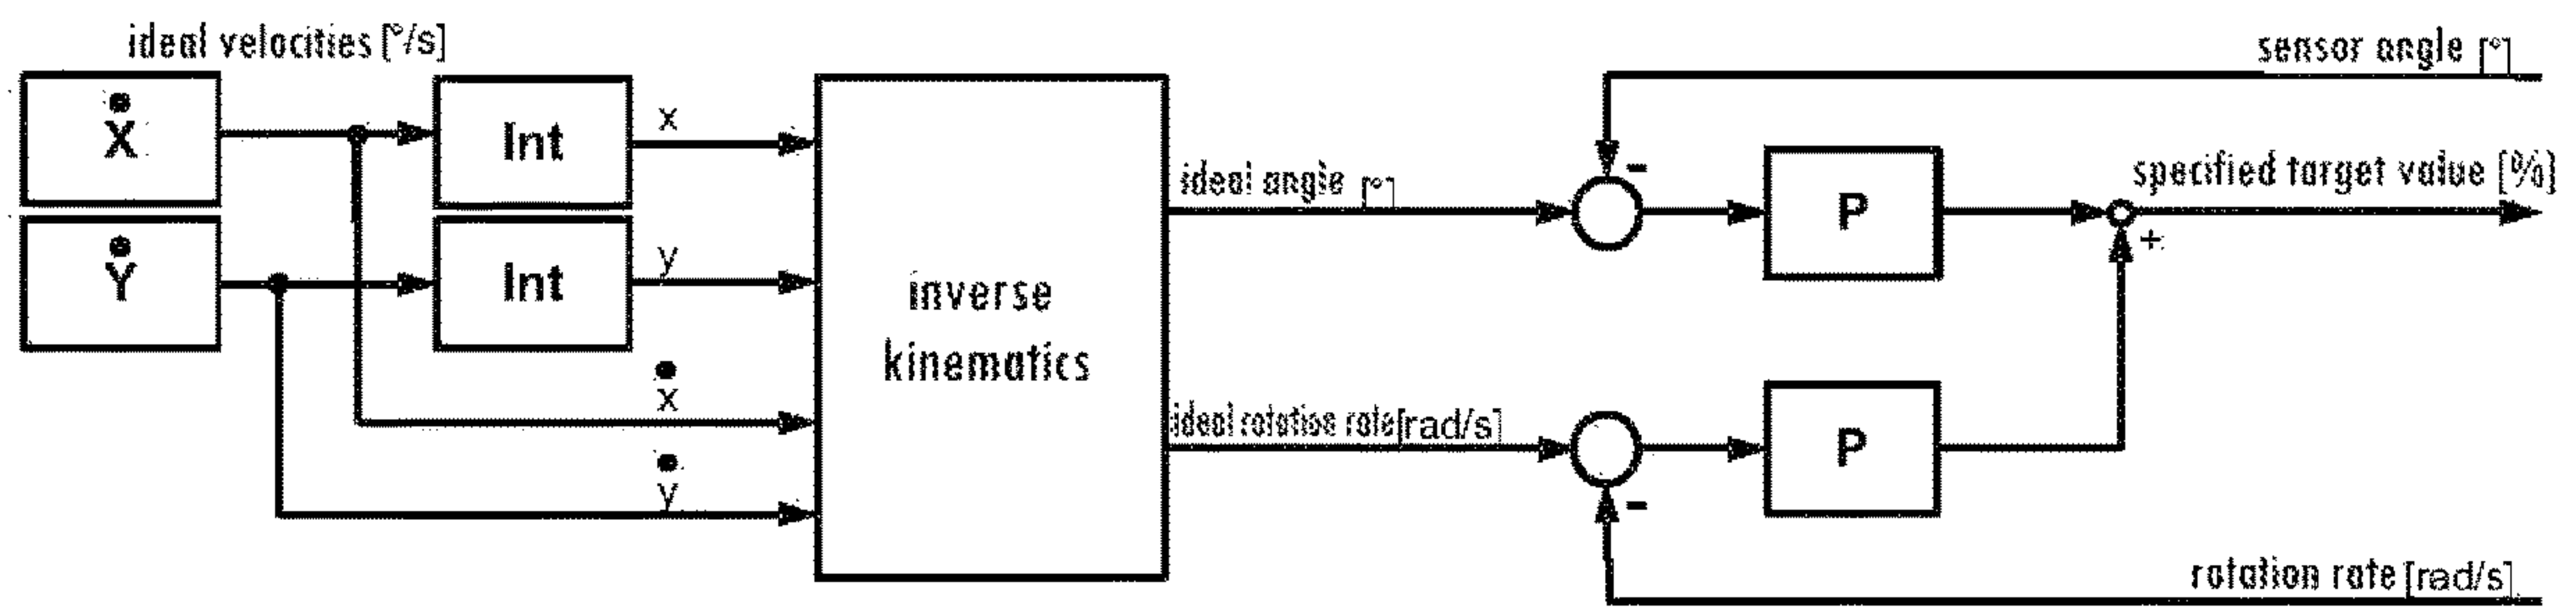 ideal velocities [°/s]
Ẋ
Int
x
Ẏ
Int
y
ẋ
ẏ
inverse
kinematics
ideal angle [°]
ideal rotation rate[rad/s]
sensor angle [°]
-
P
specified target value [%]
+
P
-
rotation rate [rad/s]